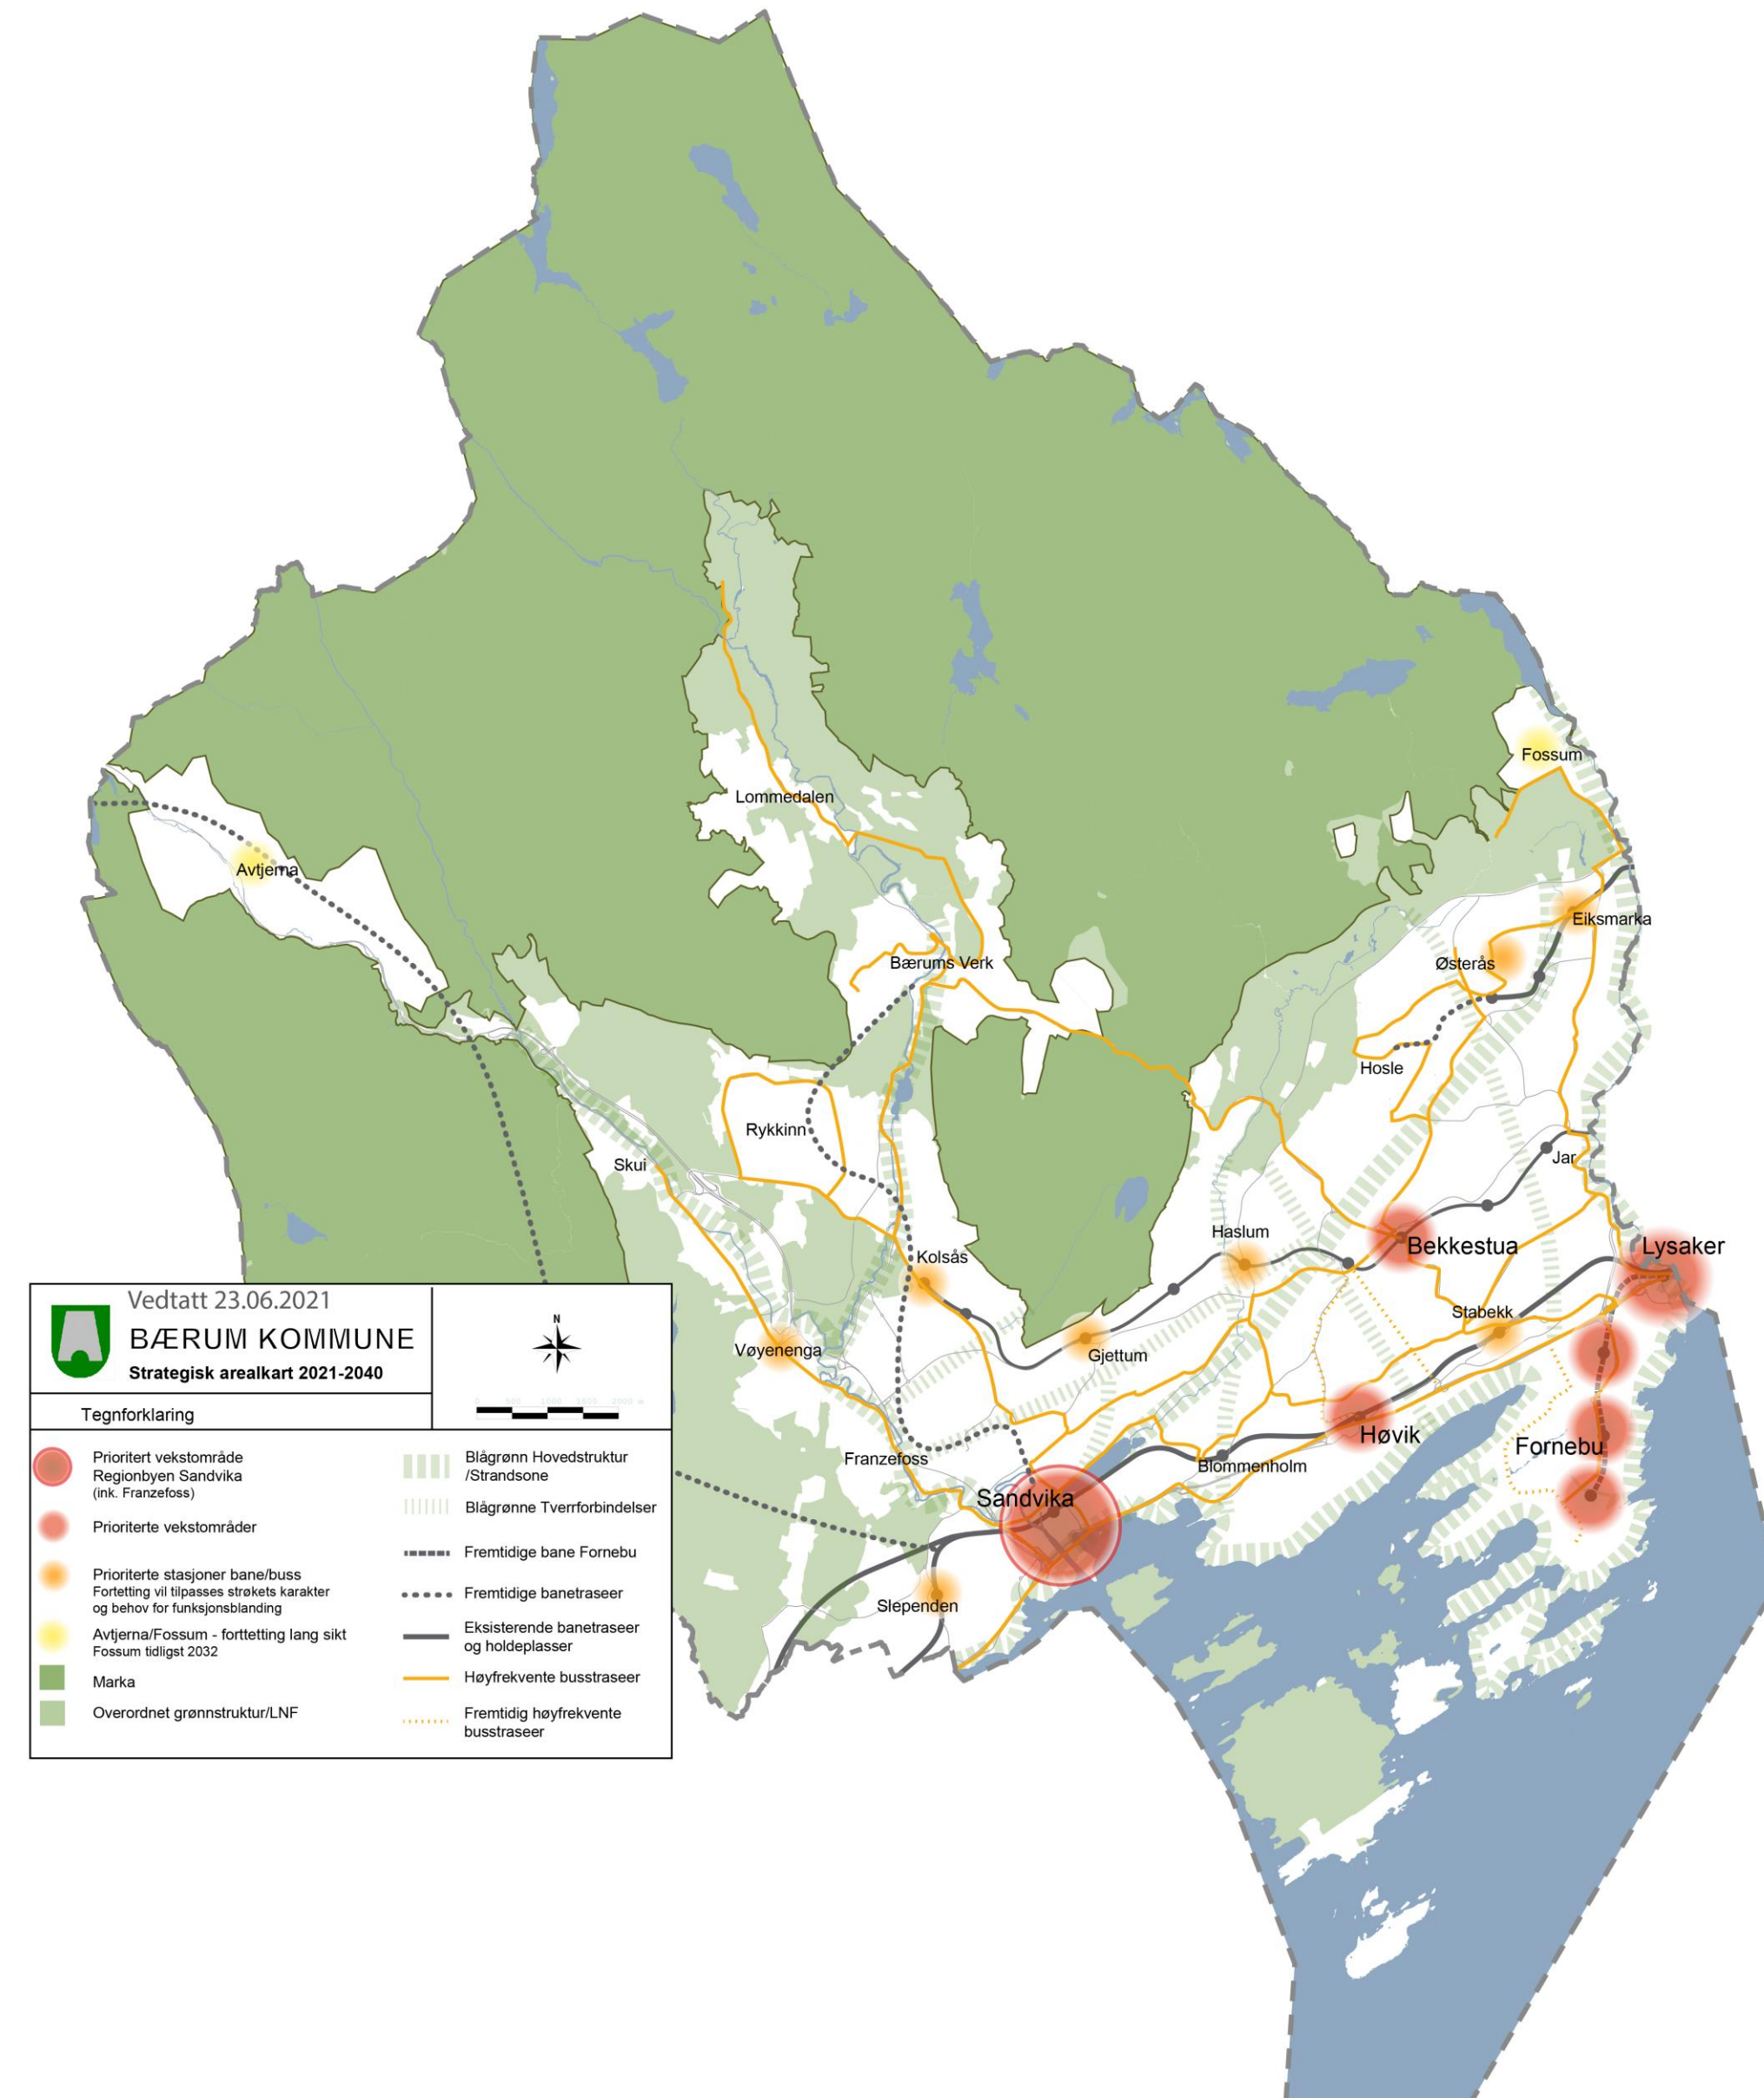 Fossum
Lommedalen
Avtjerna
Eiksmarka
Østerås
Bærums Verk
Hosle
Rykkinn
Jar
Skui
Haslum
Bekkestua
Lysaker
Kolsås
Stabekk
Vøyenenga
Gjettum
Høvik
Fornebu
Franzefoss
Blommenholm
Sandvika
Slependen
Vedtatt 23.06.2021
BÆRUM KOMMUNE
Strategisk arealkart 2021-2040
N
Tegnforklaring
Prioritert vekstområde
Regionbyen Sandvika
(ink. Franzefoss)
Prioriterte vekstområder
Prioriterte stasjoner bane/buss
Fortetting vil tilpasses strøkets karakter
og behov for funksjonsblanding
Avtjerna/Fossum - forttetting lang sikt
Fossum tidligst 2032
Marka
Overordnet grønnstruktur/LNF
Blågrønn Hovedstruktur
/Strandsone
Blågrønne Tverrforbindelser
Fremtidige bane Fornebu
Fremtidige banetraseer
Eksisterende banetraseer
og holdeplasser
Høyfrekvente busstraseer
Fremtidig høyfrekvente
busstraseer